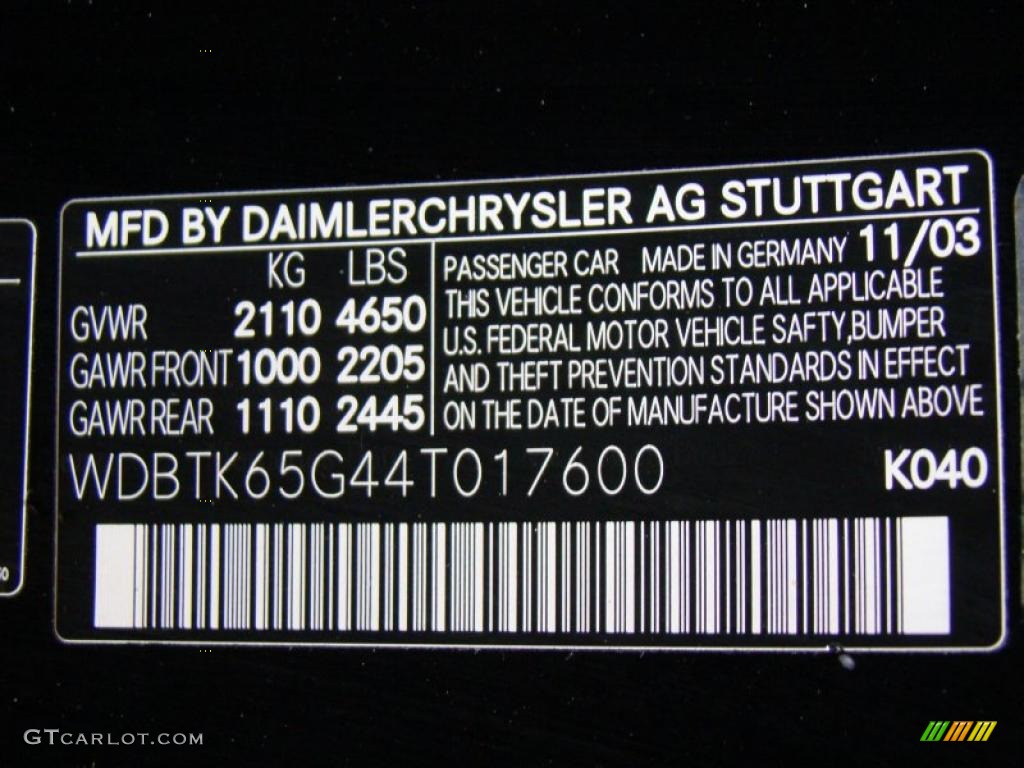 MFD BY DAIMLERCHRYSLER AG STUTTGART
KG LBS
GVWR 2110 4650
GAWR FRONT 1000 2205
GAWR REAR 1110 2445
PASSENGER CAR MADE IN GERMANY 11/03
THIS VEHICLE CONFORMS TO ALL APPLICABLE
U.S. FEDERAL MOTOR VEHICLE SAFTY,BUMPER
AND THEFT PREVENTION STANDARDS IN EFFECT
ON THE DATE OF MANUFACTURE SHOWN ABOVE
WDBTK65G44T017600 K040
GTCARLOT.COM